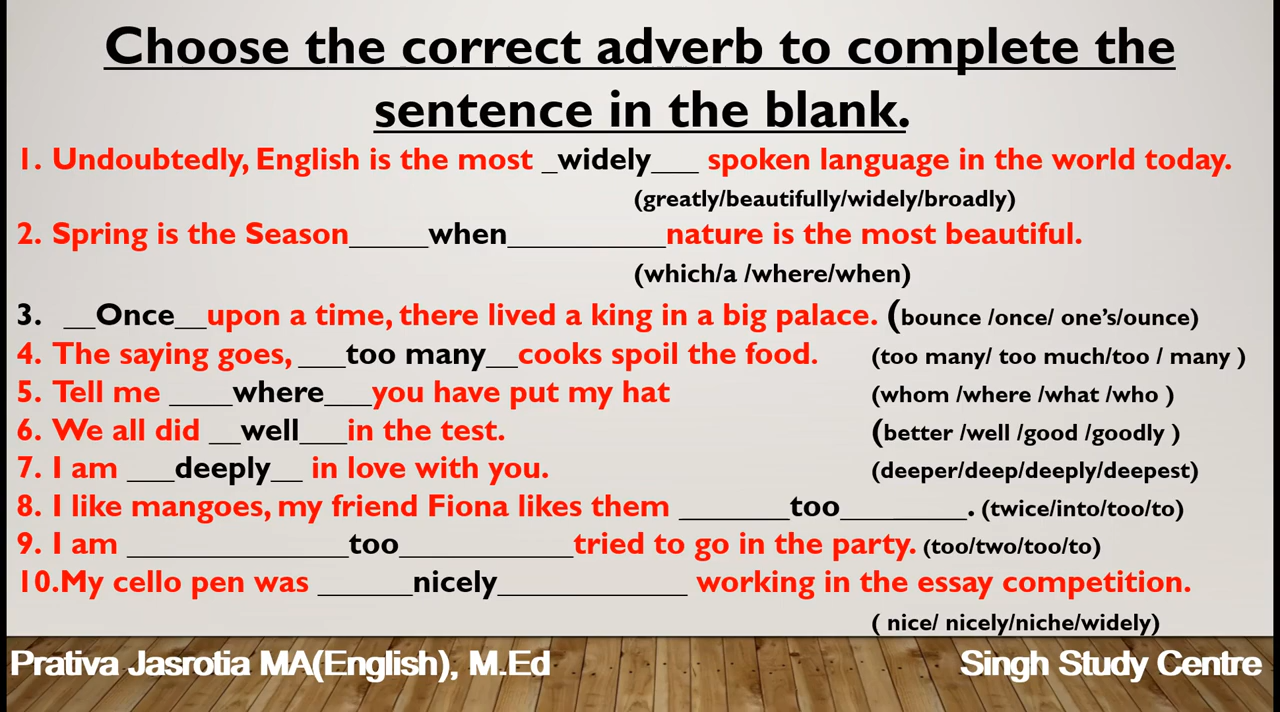 Choose the correct adverb to complete the
sentence in the blank.
1. Undoubtedly, English is the most _widely___ spoken language in the world today.
(greatly/beautifully/widely/broadly)
2. Spring is the Season_____when__________nature is the most beautiful.
(which/a /where/when)
3. __Once__upon a time, there lived a king in a big palace. (bounce /once/ one's/ounce)
4. The saying goes, ___too many__cooks spoil the food. (too many/ too much/too / many )
5. Tell me ____where___you have put my hat (whom /where /what /who )
6. We all did __well___in the test. (better /well /good /goodly )
7. I am ___deeply__ in love with you. (deeper/deep/deeply/deepest)
8. I like mangoes, my friend Fiona likes them _______too________. (twice/into/too/to)
9. I am ______________too___________tried to go in the party. (too/two/too/to)
10.My cello pen was ______nicely____________ working in the essay competition.
( nice/ nicely/niche/widely)
Prativa Jasrotia MA(English), M.Ed Singh Study Centre